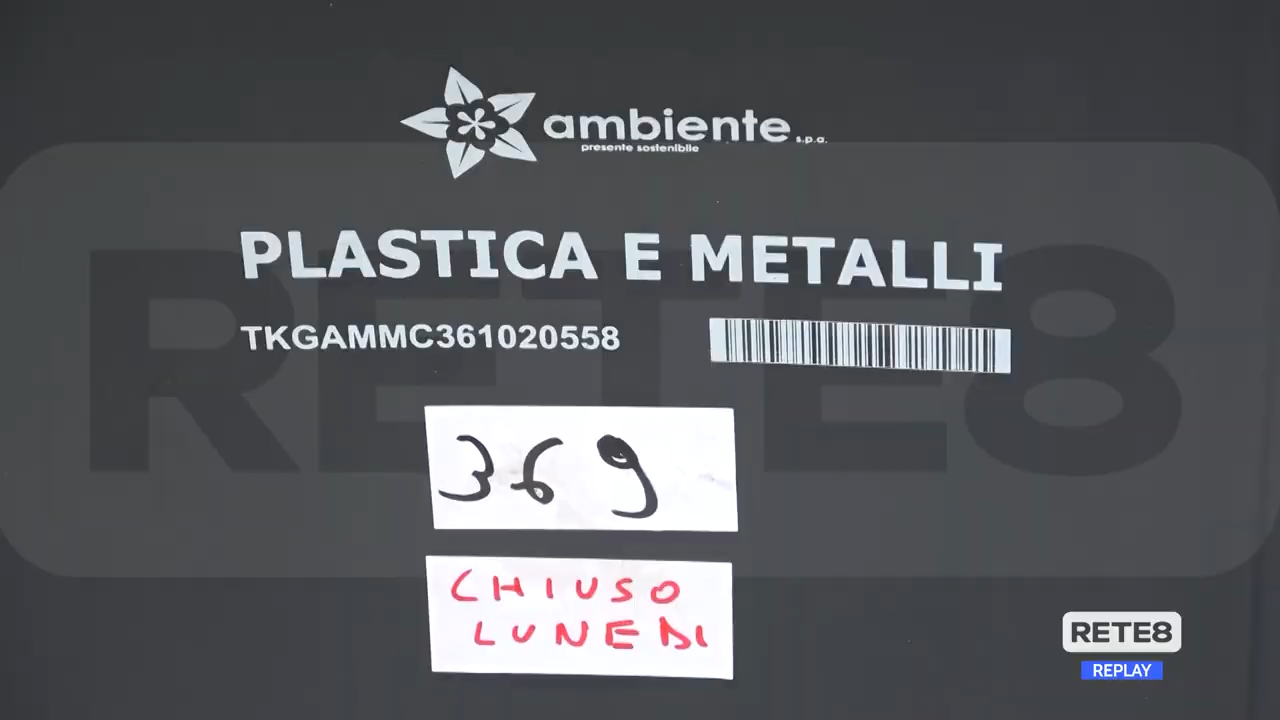 ambiente s.p.a.
presente sostenibile
PLASTICA E METALLI
TKGAMMC361020558
369
CHIUSO
LUNEDI
RETE8
RETE8
REPLAY